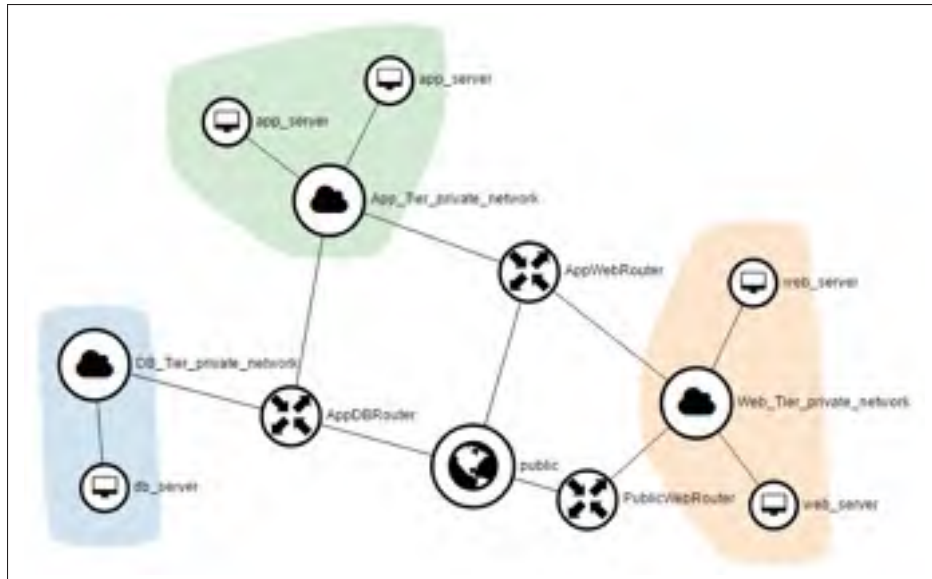 app_server
app_server
App_Tier_private_network
AppWebRouter
web_server
DB_Tier_private_network
Web_Tier_private_network
AppDBRouter
public
db_server
PublicWebRouter
web_server